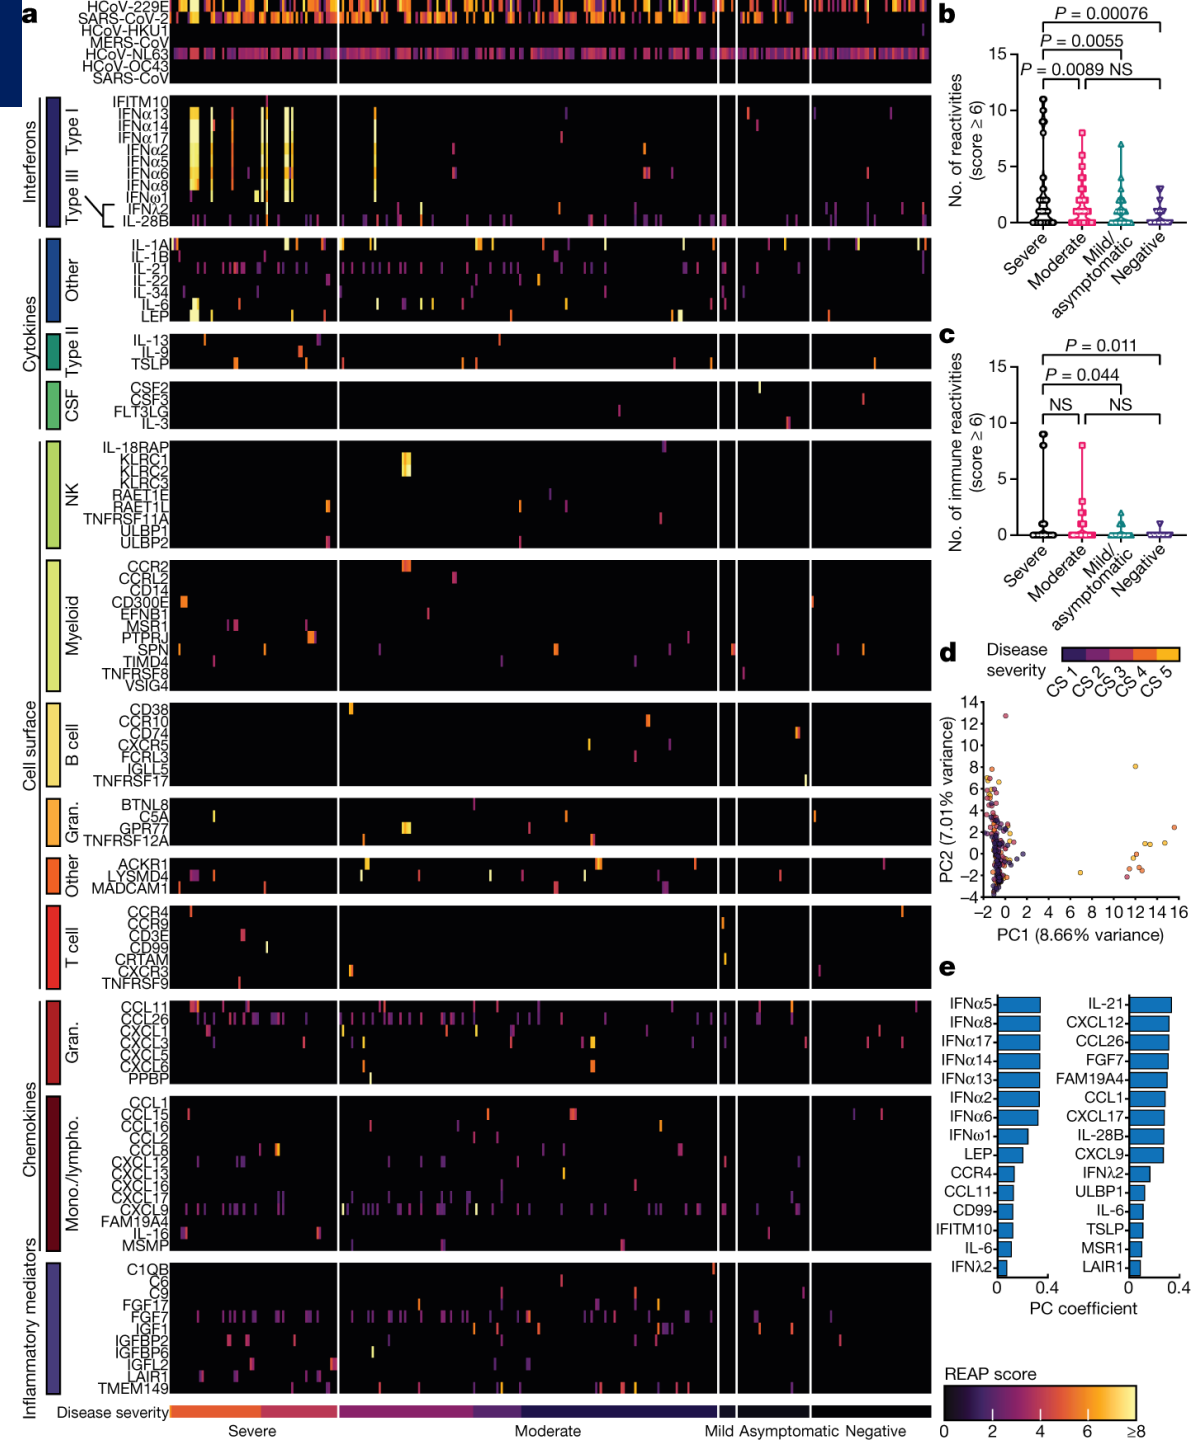 a
HCoV-229E
SARS-CoV-2
HCoV-HKU1
MERS-CoV
HCoV-NL63
HCoV-OC43
SARS-CoV
Interferons
Type I
Type III
IFITM10
IFNα13
IFNα14
IFNα17
IFNα2
IFNα5
IFNα6
IFNα8
IFNω1
IFNλ2
IL-28B
Cytokines
Other
IL-1A
IL-1B
IL-21
IL-22
IL-34
IL-6
LEP
Type II
IL-13
IL-9
TSLP
CSF
CSF2
CSF3
FLT3LG
IL-3
Cell surface
NK
IL-18RAP
KLRC1
KLRC2
KLRC3
RAET1E
RAET1L
TNFRSF11A
ULBP1
ULBP2
Myeloid
CCR2
CCRL2
CD14
CD300E
EFNB1
MSR1
PTPRJ
SPN
TIMD4
TNFRSF8
VSIG4
B cell
CD38
CCR10
CD74
CXCR5
FCRL3
IGLL5
TNFRSF17
Gran.
BTNL8
C5A
GPR77
TNFRSF12A
Other
ACKR1
LYSMD4
MADCAM1
T cell
CCR4
CCR9
CD3E
CD99
CRTAM
CXCR3
TNFRSF9
Chemokines
Gran.
CCL11
CCL26
CXCL1
CXCL3
CXCL5
CXCL6
PPBP
Mono./lympho.
CCL1
CCL15
CCL16
CCL2
CCL8
CXCL12
CXCL13
CXCL16
CXCL17
CXCL9
FAM19A4
IL-16
MSMP
Inflammatory mediators
C1QB
C6
C9
FGF17
FGF7
IGF1
IGFBP2
IGFBP6
IGFL2
LAIR1
TMEM149
Disease severity
Severe Moderate Mild Asymptomatic Negative
b
P = 0.00076
P = 0.0055
P = 0.0089 NS
No. of reactivities
(score ≥ 6)
15
10
5
0
Severe
Moderate
Mild/
asymptomatic
Negative
c
P = 0.011
P = 0.044
NS NS
No. of immune reactivities
(score ≥ 6)
15
10
5
0
Severe
Moderate
Mild/
asymptomatic
Negative
d
Disease
severity
CS 1
CS 2
CS 3
CS 4
CS 5
PC2 (7.01% variance)
14
12
10
8
6
4
2
0
−2
−4
−2 0 2 4 6 8 10 12 14 16
PC1 (8.66% variance)
e
IFNα5
IFNα8
IFNα17
IFNα14
IFNα13
IFNα2
IFNα6
IFNω1
LEP
CCR4
CCL11
CD99
IFITM10
IL-6
IFNλ2
0 0.4
IL-21
CXCL12
CCL26
FGF7
FAM19A4
CCL1
CXCL17
IL-28B
CXCL9
IFNλ2
ULBP1
IL-6
TSLP
MSR1
LAIR1
0 0.4
PC coefficient
REAP score
0 2 4 6 ≥8